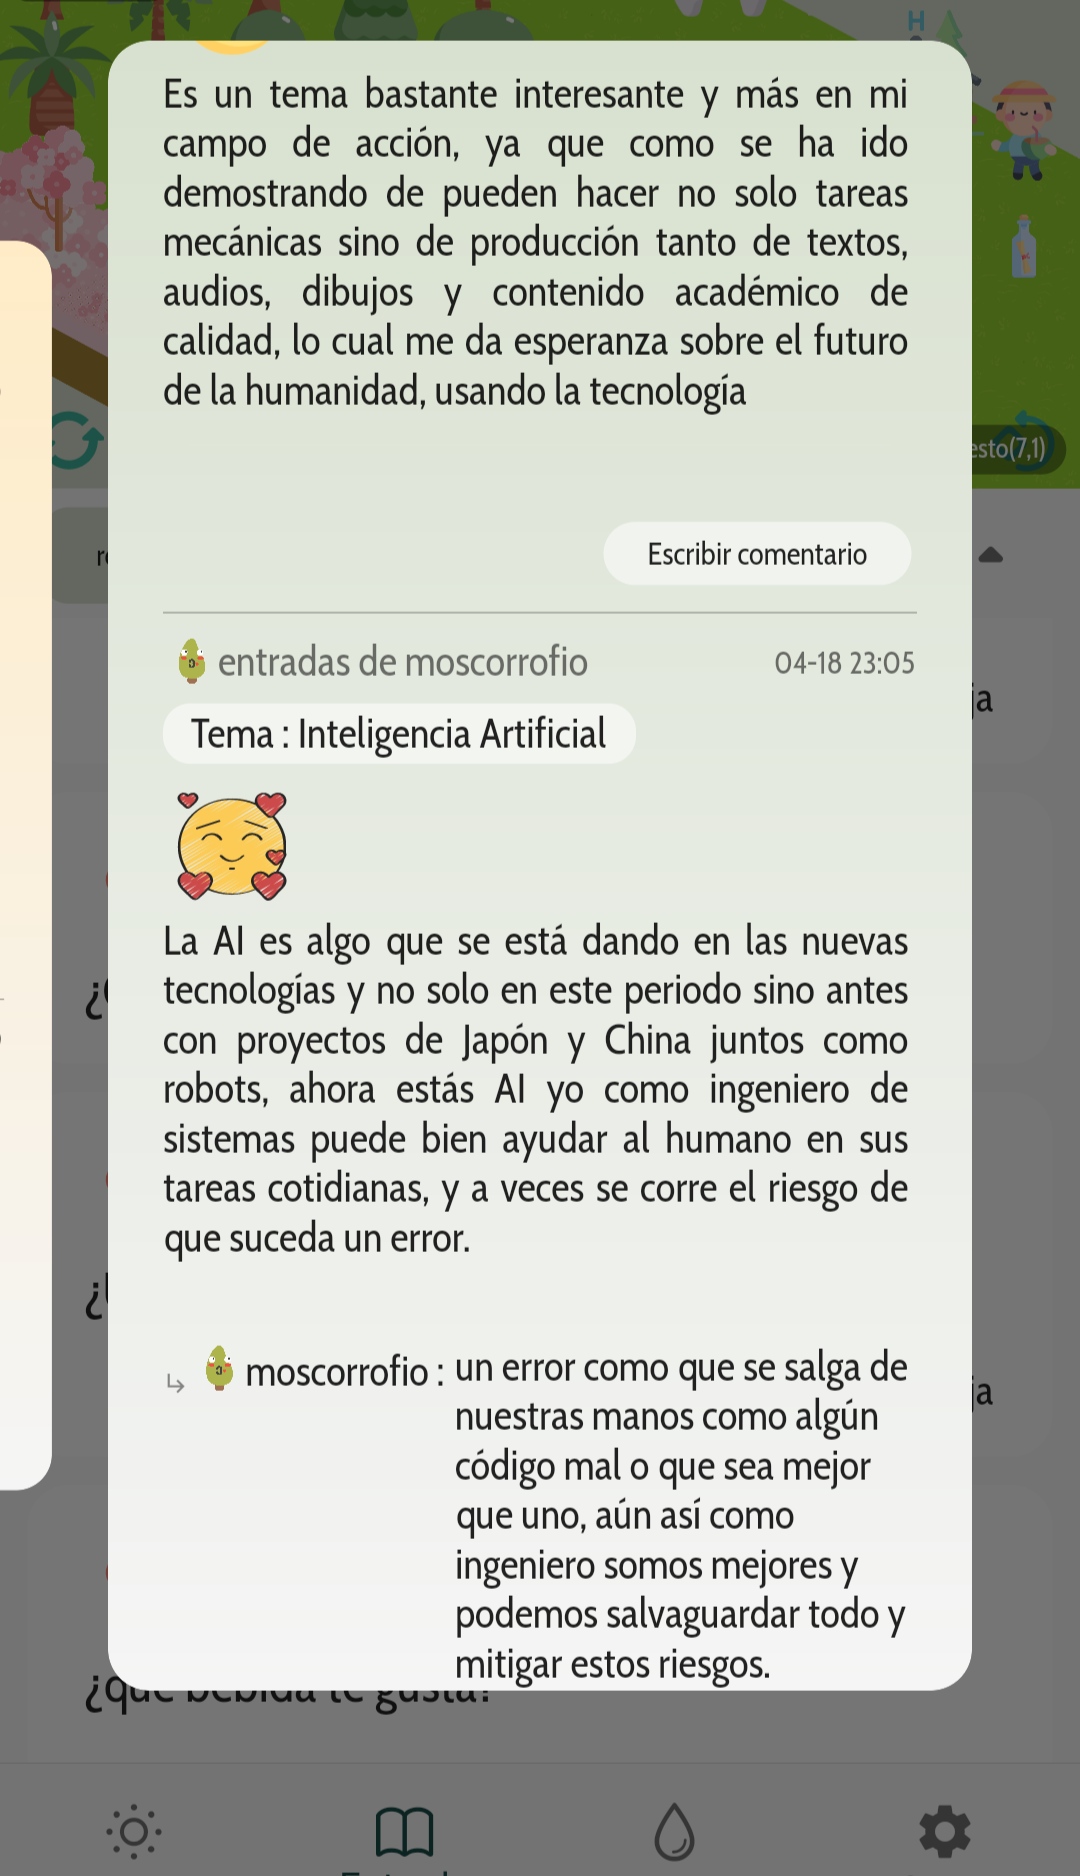 H
Es un tema bastante interesante y más en mi
campo de acción, ya que como se ha ido
demostrando de pueden hacer no solo tareas
mecánicas sino de producción tanto de textos,
audios, dibujos y contenido académico de
calidad, lo cual me da esperanza sobre el futuro
de la humanidad, usando la tecnología
esto(7,1)
Escribir comentario
entradas de moscorrofio
04-18 23:05
Tema : Inteligencia Artificial
La AI es algo que se está dando en las nuevas
tecnologías y no solo en este periodo sino antes
con proyectos de Japón y China juntos como
robots, ahora estás AI yo como ingeniero de
sistemas puede bien ayudar al humano en sus
tareas cotidianas, y a veces se corre el riesgo de
que suceda un error.
moscorrofio : un error como que se salga de
nuestras manos como algún
código mal o que sea mejor
que uno, aún así como
ingeniero somos mejores y
podemos salvaguardar todo y
mitigar estos riesgos.
¿que bebida te gusta?